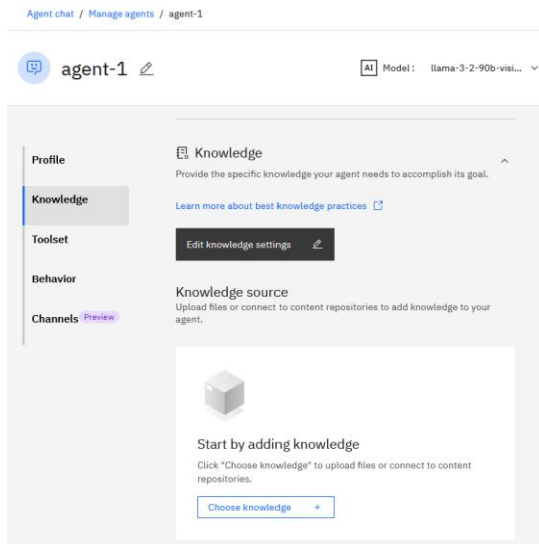 Agent chat / Manage agents / agent-1
agent-1
AI Model: llama-3-2-90b-visi...
Profile
Knowledge
Toolset
Behavior
Channels Preview
Knowledge
Provide the specific knowledge your agent needs to accomplish its goal.
Learn more about best knowledge practices
Edit knowledge settings
Knowledge source
Upload files or connect to content repositories to add knowledge to your
agent.
Start by adding knowledge
Click "Choose knowledge" to upload files or connect to content
repositories.
Choose knowledge +